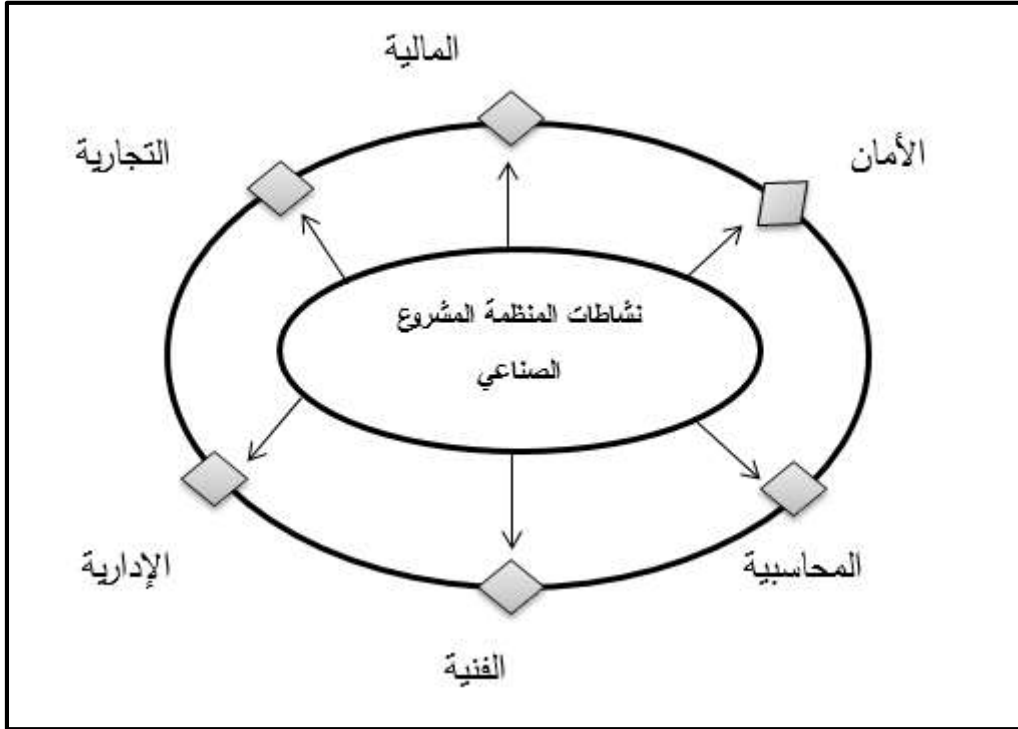 المالية
الأمان
التجارية
نشاطات المنظمة المشروع
الصناعي
الإدارية
المحاسبية
الفنية